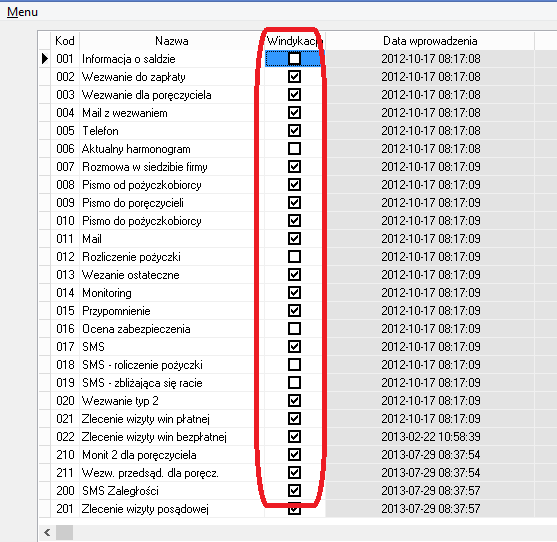 Menu
Kod Nazwa Windykacja Data wprowadzenia
001 Informacja o saldzie 2012-10-17 08:17:08
002 Wezwanie do zapłaty 2012-10-17 08:17:08
003 Wezwanie dla poręczyciela 2012-10-17 08:17:08
004 Mail z wezwaniem 2012-10-17 08:17:08
005 Telefon 2012-10-17 08:17:08
006 Aktualny harmonogram 2012-10-17 08:17:08
007 Rozmowa w siedzibie firmy 2012-10-17 08:17:09
008 Pismo od pożyczkobiorcy 2012-10-17 08:17:09
009 Pismo do poręczycieli 2012-10-17 08:17:09
010 Pismo do pożyczkobiorcy 2012-10-17 08:17:09
011 Mail 2012-10-17 08:17:09
012 Rozliczenie pożyczki 2012-10-17 08:17:09
013 Wezanie ostateczne 2012-10-17 08:17:09
014 Monitoring 2012-10-17 08:17:09
015 Przypomnienie 2012-10-17 08:17:09
016 Ocena zabezpieczenia 2012-10-17 08:17:09
017 SMS 2012-10-17 08:17:09
018 SMS - roliczenie pożyczki 2012-10-17 08:17:09
019 SMS - zbliżająca się racie 2012-10-17 08:17:09
020 Wezwanie typ 2 2012-10-17 08:17:09
021 Zlecenie wizyty win płatnej 2012-10-17 08:17:09
022 Zlecenie wizyty win bezpłatnej 2013-02-22 10:58:39
210 Monit 2 dla poręczyciela 2013-07-29 08:37:54
211 Wezw. przedsąd. dla poręcz. 2013-07-29 08:37:54
200 SMS Zaległości 2013-07-29 08:37:57
201 Zlecenie wizyty posądowej 2013-07-29 08:37:57